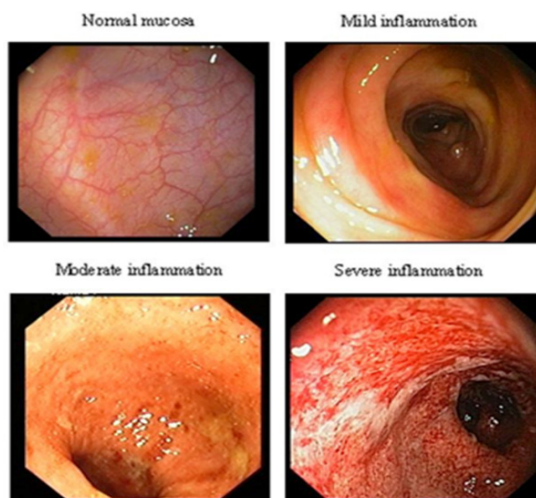 Normal mucosa
Mild inflammation
Moderate inflammation
Severe inflammation